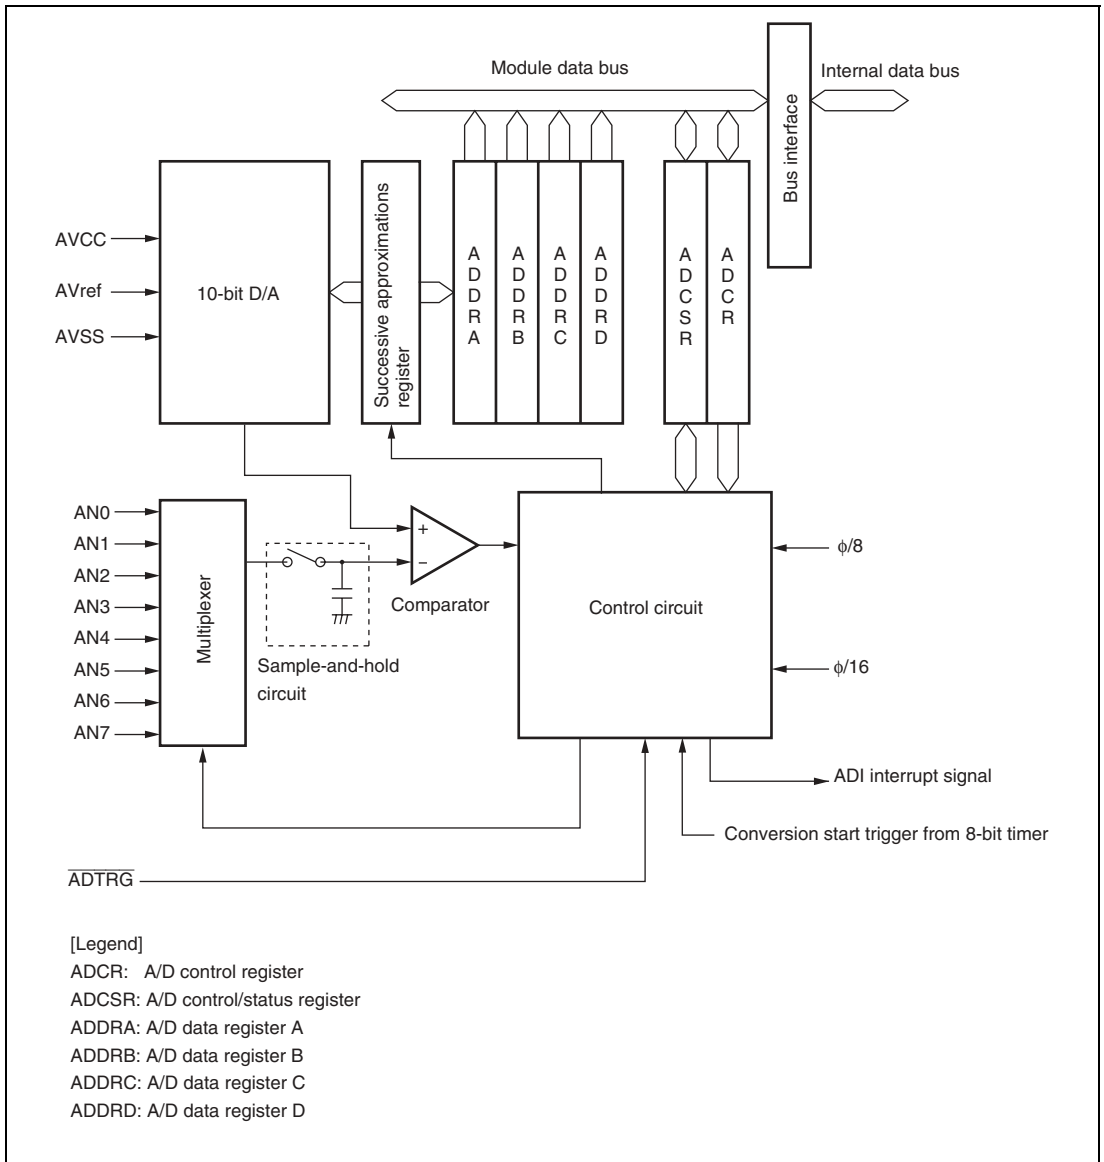 Module data bus
Internal data bus
Bus interface
AVCC
AVref
AVSS
10-bit D/A
Successive approximations
register
ADDRA
ADDRB
ADDRC
ADDRD
ADCSR
ADCR
AN0
AN1
AN2
AN3
AN4
AN5
AN6
AN7
Multiplexer
+
−
Comparator
Sample-and-hold
circuit
Control circuit
ϕ/8
ϕ/16
ADI interrupt signal
Conversion start trigger from 8-bit timer
ADTRG
[Legend]
ADCR: A/D control register
ADCSR: A/D control/status register
ADDRA: A/D data register A
ADDRB: A/D data register B
ADDRC: A/D data register C
ADDRD: A/D data register D